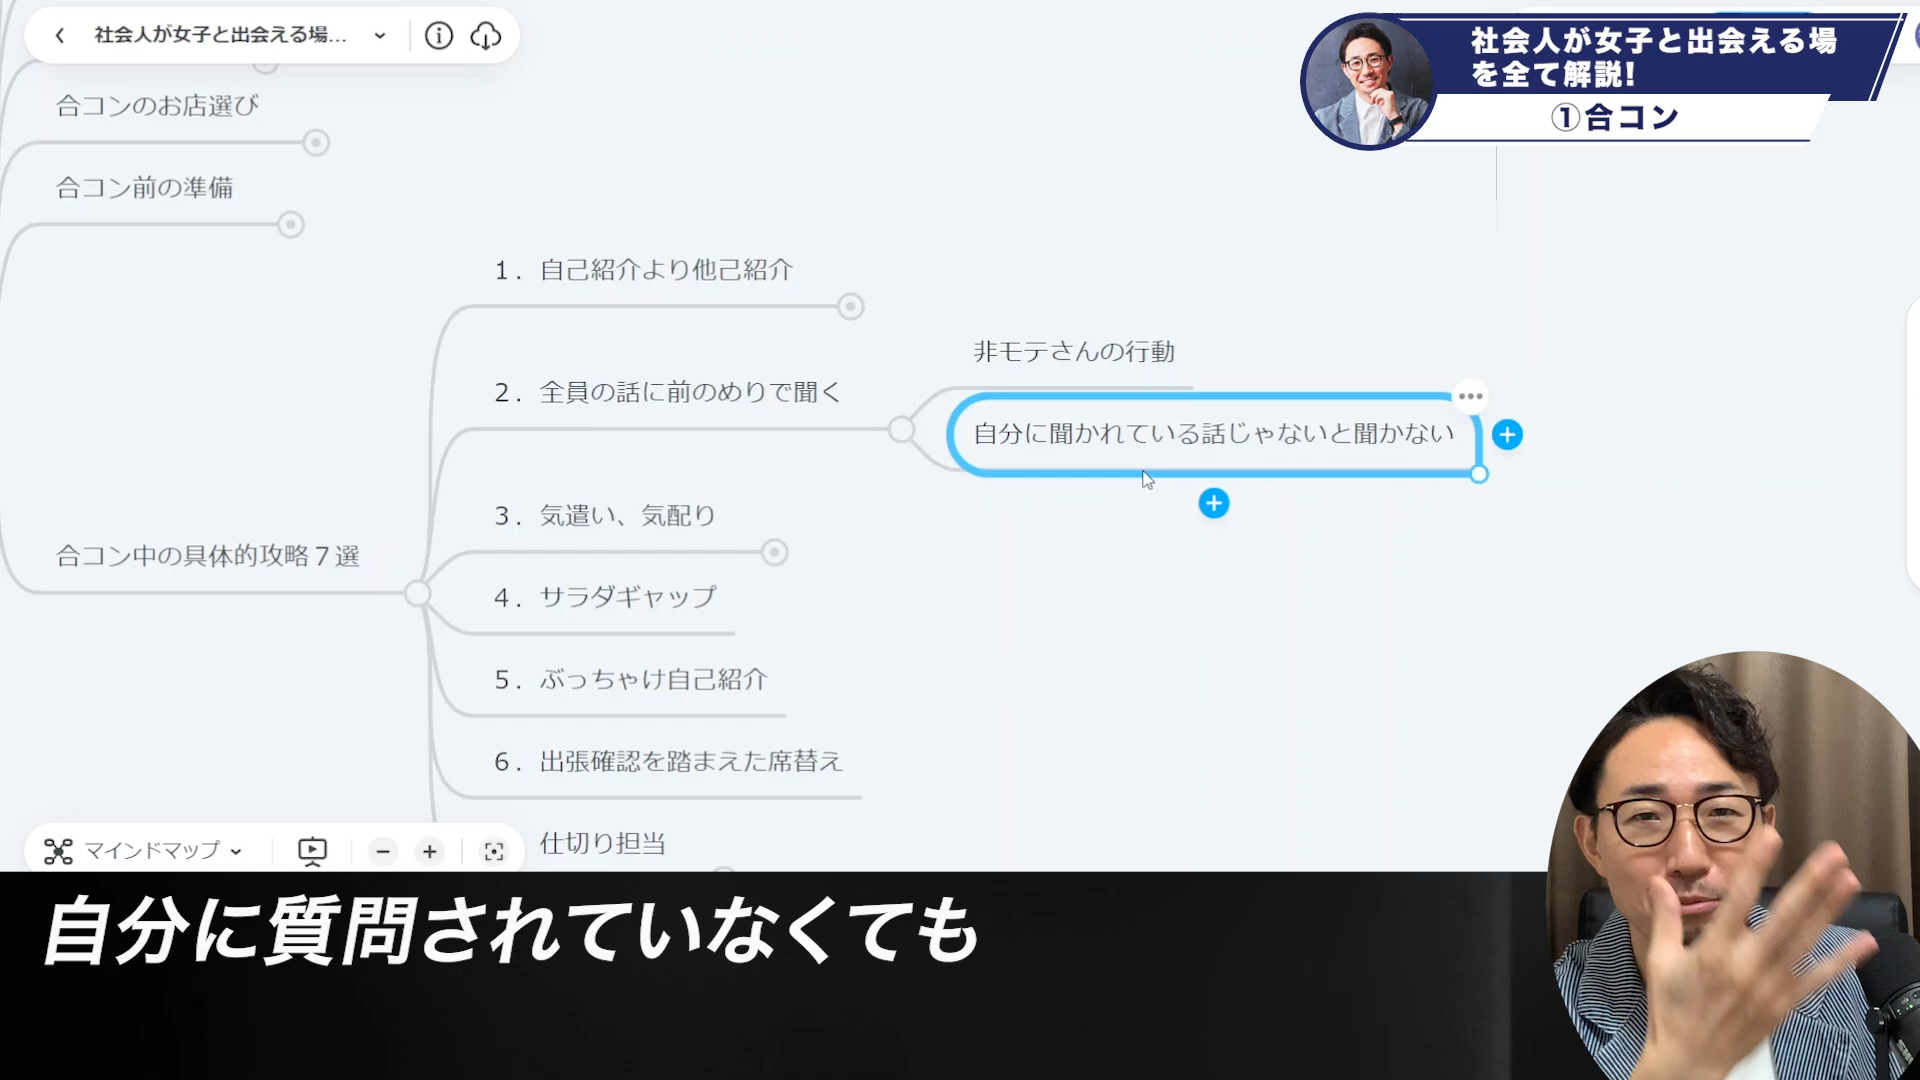 社会人が女子と出会える場...
社会人が女子と出会える場
を全て解説!
①合コン
合コンのお店選び
合コン前の準備
1. 自己紹介より他己紹介
非モテさんの行動
2. 全員の話に前のめりで聞く
自分に聞かれている話じゃないと聞かない
3. 気遣い、気配り
合コン中の具体的攻略7選
4. サラダギャップ
5. ぶっちゃけ自己紹介
6. 出張確認を踏まえた席替え
仕切り担当
マインドマップ
自分に質問されていなくても